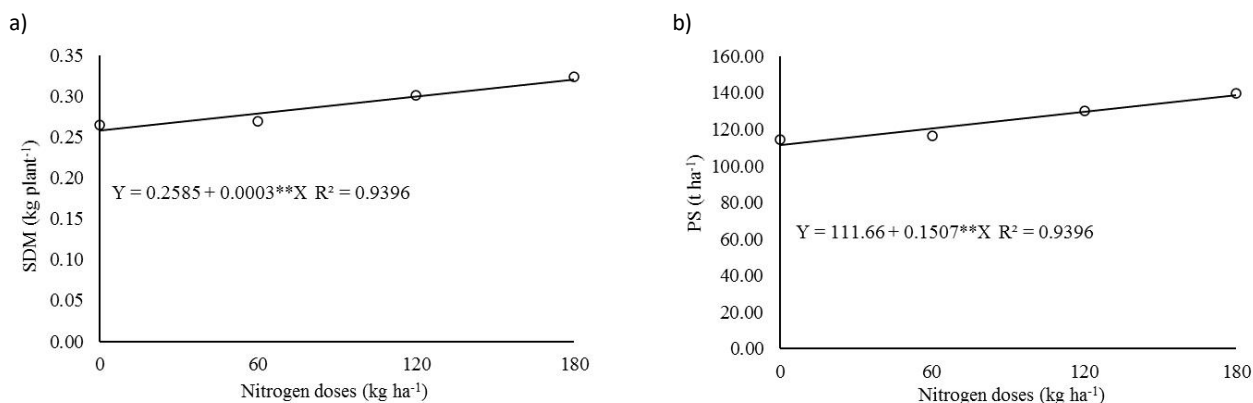 a)
0.35
0.30
0.25
0.20
0.15
0.10
0.05
0.00
SDM (kg plant⁻¹)
Y = 0.2585 + 0.0003**X R² = 0.9396
0 60 120 180
Nitrogen doses (kg ha⁻¹)
b)
160.00
140.00
120.00
100.00
80.00
60.00
40.00
20.00
0.00
PS (t ha⁻¹)
Y = 111.66 + 0.1507**X R² = 0.9396
0 60 120 180
Nitrogen doses (kg ha⁻¹)